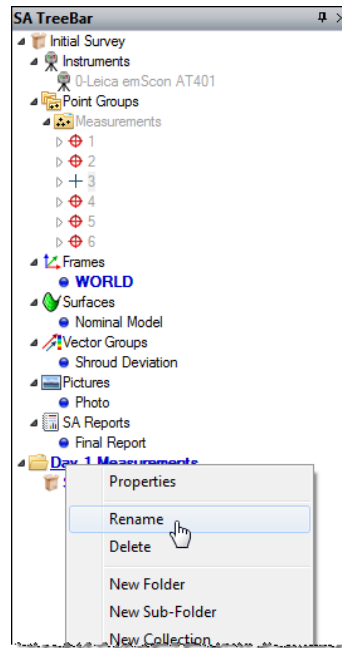 SA TreeBar
Initial Survey
Instruments
0-Leica emScon AT401
Point Groups
Measurements
1
2
3
4
5
6
Frames
WORLD
Surfaces
Nominal Model
Vector Groups
Shroud Deviation
Pictures
Photo
SA Reports
Final Report
Day 1 Measurements
Properties
Rename
Delete
New Folder
New Sub-Folder
New Collection